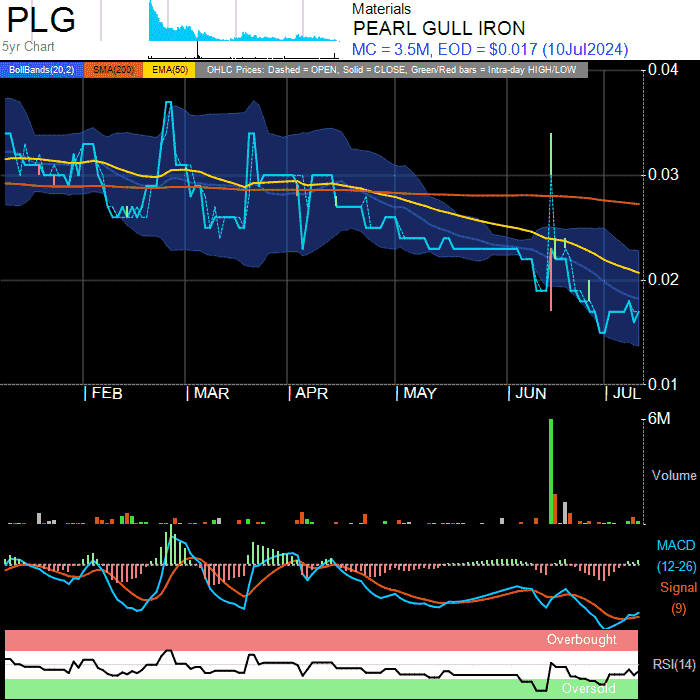 PLG
5yr Chart
Materials
PEARL GULL IRON
MC = 3.5M, EOD = $0.017 (10Jul2024)
BollBands(20,2) SMA(200) EMA(50) OHLC Prices: Dashed = OPEN, Solid = CLOSE, Green/Red bars = Intra-day HIGH/LOW
0.04
0.03
0.02
0.01
FEB MAR APR MAY JUN JUL
6M
Volume
MACD
(12-26)
Signal
(9)
Overbought
RSI(14)
Oversold